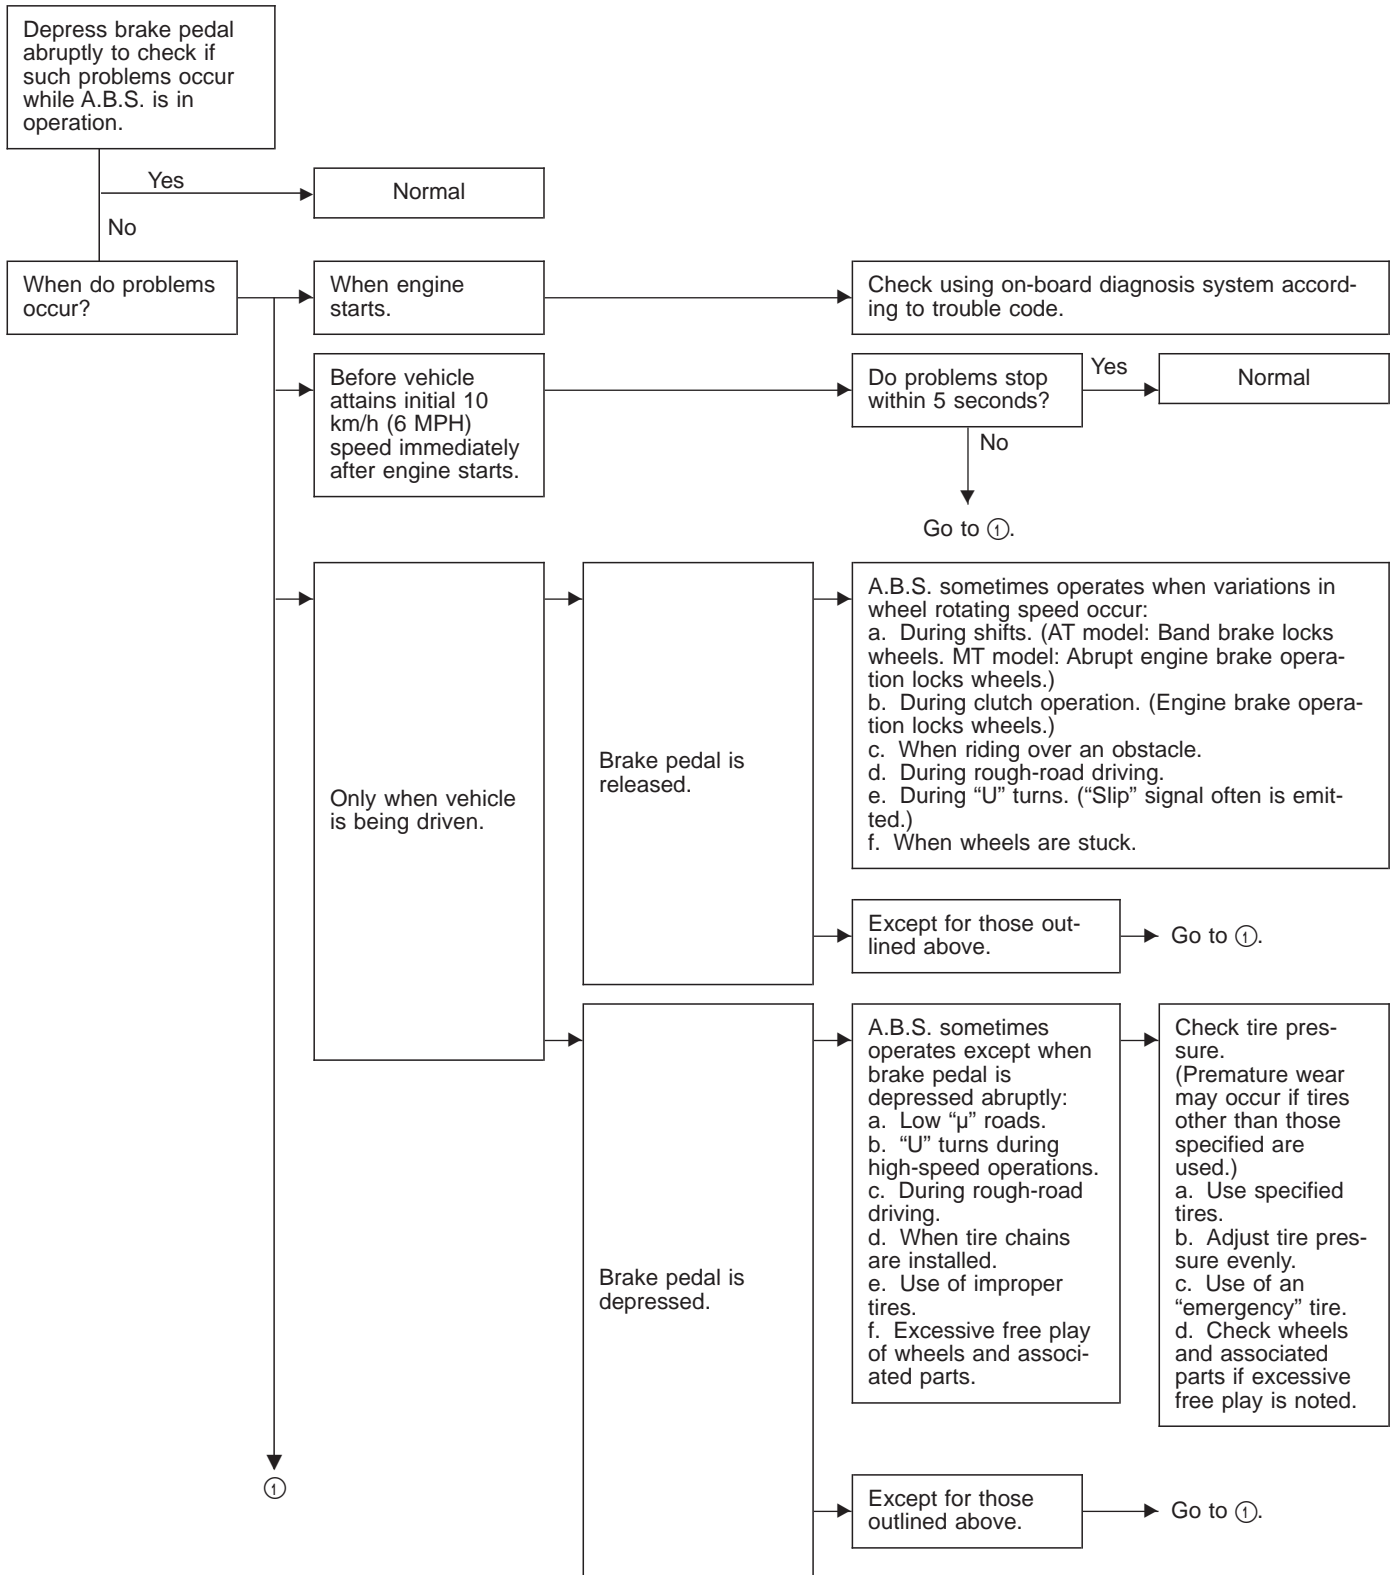 Depress brake pedal
abruptly to check if
such problems occur
while A.B.S. is in
operation.
Yes
Normal
No
When do problems
occur?
When engine
starts.
Check using on-board diagnosis system accord-
ing to trouble code.
Before vehicle
attains initial 10
km/h (6 MPH)
speed immediately
after engine starts.
Do problems stop
within 5 seconds?
Yes
Normal
No
Go to ①.
Only when vehicle
is being driven.
Brake pedal is
released.
A.B.S. sometimes operates when variations in
wheel rotating speed occur:
a. During shifts. (AT model: Band brake locks
wheels. MT model: Abrupt engine brake opera-
tion locks wheels.)
b. During clutch operation. (Engine brake opera-
tion locks wheels.)
c. When riding over an obstacle.
d. During rough-road driving.
e. During “U” turns. (“Slip” signal often is emit-
ted.)
f. When wheels are stuck.
Except for those out-
lined above.
Go to ①.
Brake pedal is
depressed.
A.B.S. sometimes
operates except when
brake pedal is
depressed abruptly:
a. Low “µ” roads.
b. “U” turns during
high-speed operations.
c. During rough-road
driving.
d. When tire chains
are installed.
e. Use of improper
tires.
f. Excessive free play
of wheels and associ-
ated parts.
Check tire pres-
sure.
(Premature wear
may occur if tires
other than those
specified are
used.)
a. Use specified
tires.
b. Adjust tire pres-
sure evenly.
c. Use of an
“emergency” tire.
d. Check wheels
and associated
parts if excessive
free play is noted.
Except for those
outlined above.
Go to ①.
①